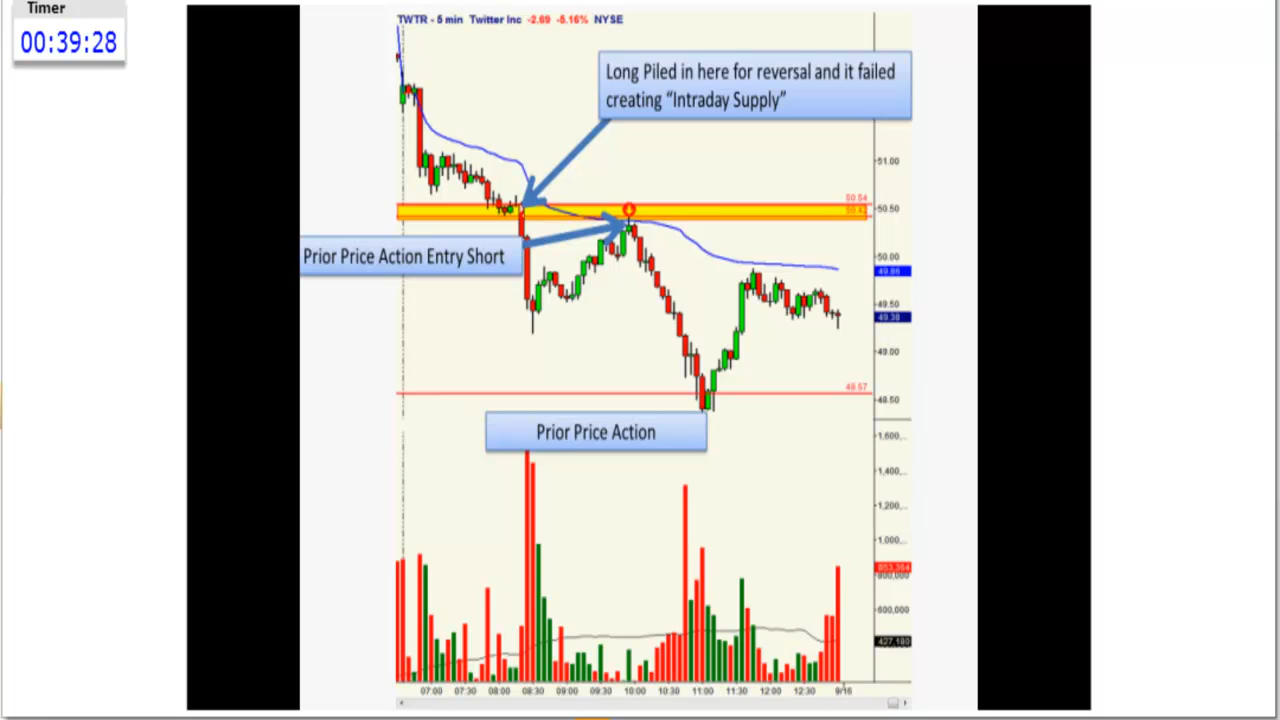 Timer
00:39:28
TWTR - 5 min Twitter Inc -2.69 -5.16% NYSE
Long Piled in here for reversal and it failed
creating “Intraday Supply”
51.00
50.54
50.50
50.42
Prior Price Action Entry Short
50.00
49.86
49.50
49.38
49.00
48.57
48.50
Prior Price Action
1,600,..
1,400,..
1,200,..
1,000,..
853,364
800,000
600,000
427,180
07:00 07:30 08:00 08:30 09:00 09:30 10:00 10:30 11:00 11:30 12:00 12:30 9/16